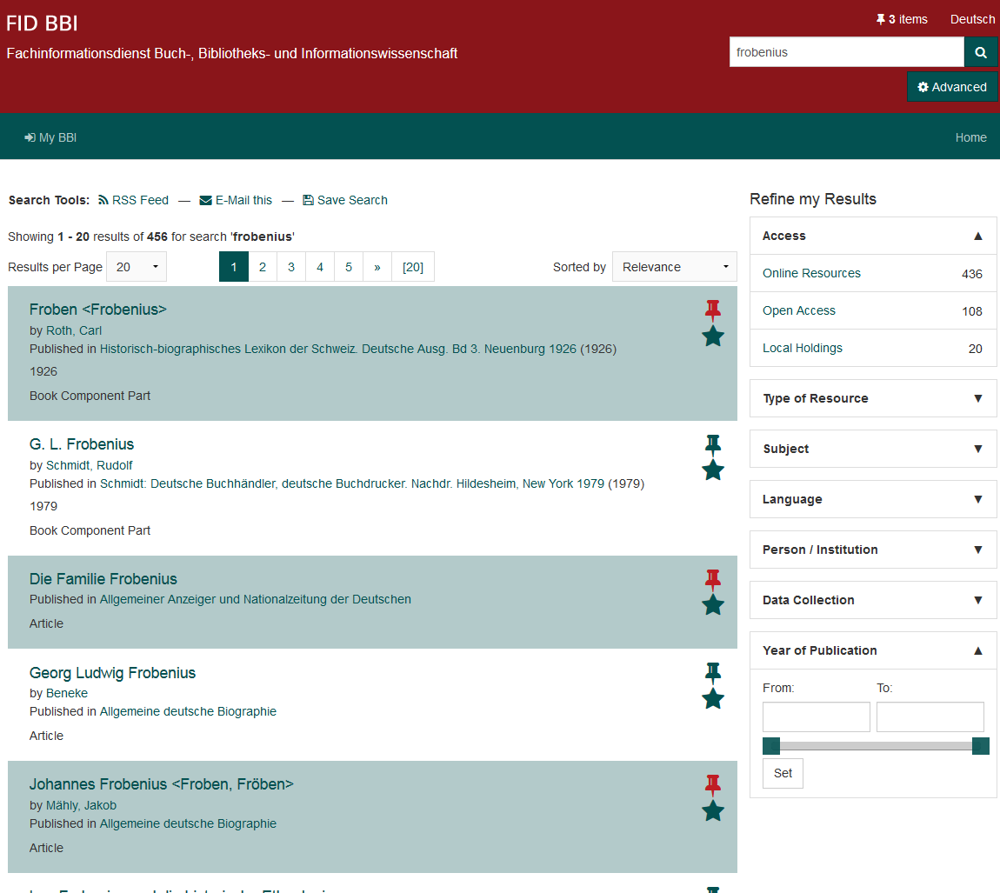 FID BBI
3 items
Deutsch
Fachinformationsdienst Buch-, Bibliotheks- und Informationswissenschaft
frobenius
Advanced
My BBI
Home
Search Tools: RSS Feed — E-Mail this — Save Search
Showing 1 - 20 results of 456 for search 'frobenius'
Results per Page 20
1 2 3 4 5 » [20]
Sorted by Relevance
Froben <Frobenius>
by Roth, Carl
Published in Historisch-biographisches Lexikon der Schweiz. Deutsche Ausg. Bd 3. Neuenburg 1926 (1926)
1926
Book Component Part
G. L. Frobenius
by Schmidt, Rudolf
Published in Schmidt: Deutsche Buchhändler, deutsche Buchdrucker. Nachdr. Hildesheim, New York 1979 (1979)
1979
Book Component Part
Die Familie Frobenius
Published in Allgemeiner Anzeiger und Nationalzeitung der Deutschen
Article
Georg Ludwig Frobenius
by Beneke
Published in Allgemeine deutsche Biographie
Article
Johannes Frobenius <Froben, Fröben>
by Mähly, Jakob
Published in Allgemeine deutsche Biographie
Article
Refine my Results
Access ▲
Online Resources 436
Open Access 108
Local Holdings 20
Type of Resource ▼
Subject ▼
Language ▼
Person / Institution ▼
Data Collection ▼
Year of Publication ▲
From: To:
Set